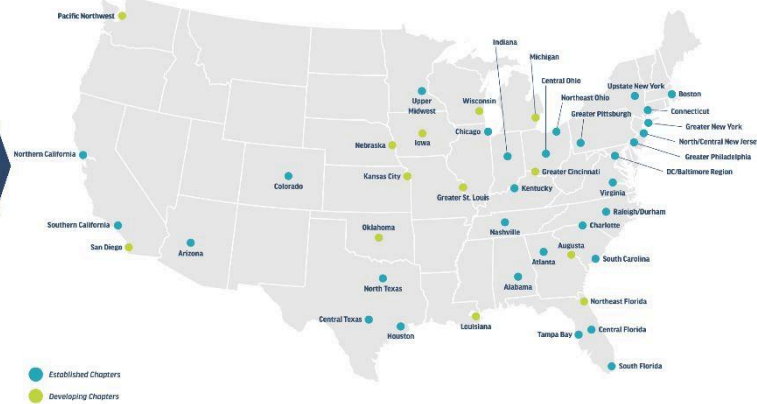 Pacific Northwest
Indiana
Michigan
Central Ohio
Northeast Ohio
Greater Pittsburgh
Upstate New York
Boston
Connecticut
Greater New York
North/Central New Jerse
Greater Philadelphia
DC/Baltimore Region
Upper
Midwest
Wisconsin
Chicago
Nebraska
Iowa
Northern California
Colorado
Kansas City
Greater St. Louis
Greater Cincinnati
Kentucky
Virginia
Southern California
San Diego
Arizona
Oklahoma
Nashville
Raleigh/Durham
Charlotte
Augusta
Atlanta
South Carolina
North Texas
Alabama
Northeast Florida
Central Texas
Houston
Louisiana
Tampa Bay
Central Florida
South Florida
Established Chapters
Developing Chapters